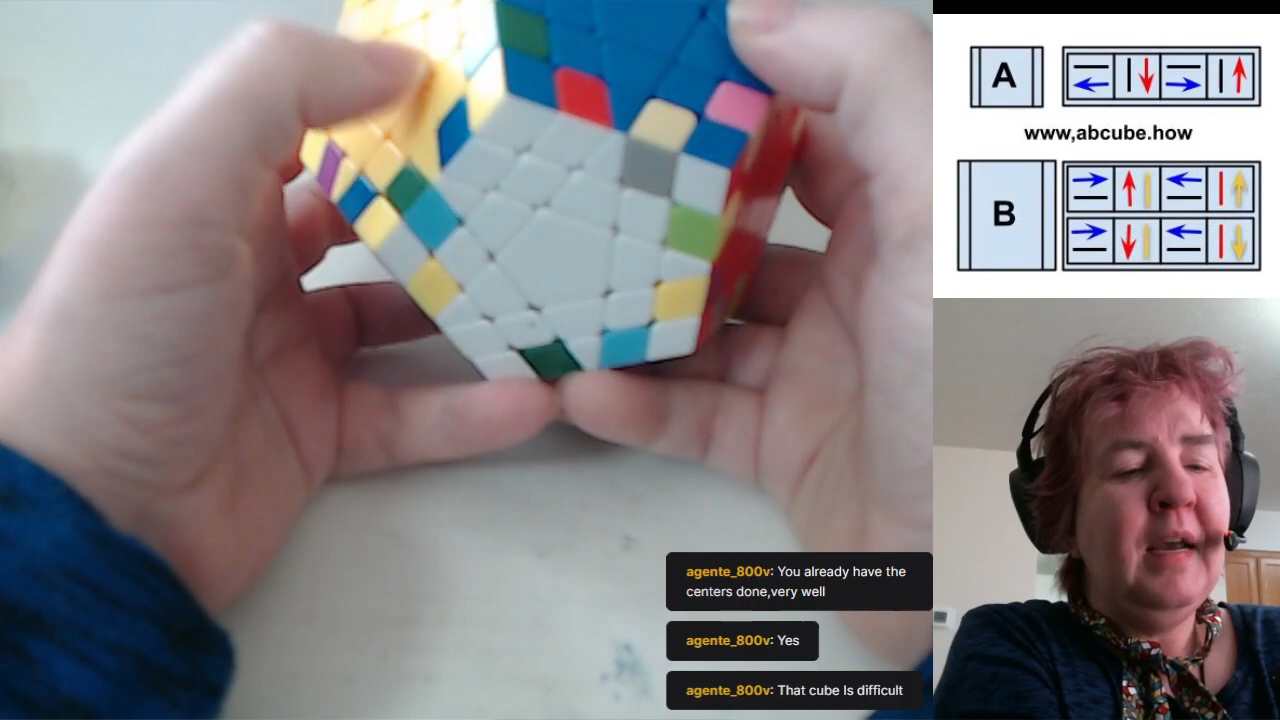 A
www,abcube.how
B
agente_800v: You already have the
centers done,very well
agente_800v: Yes
agente_800v: That cube Is difficult